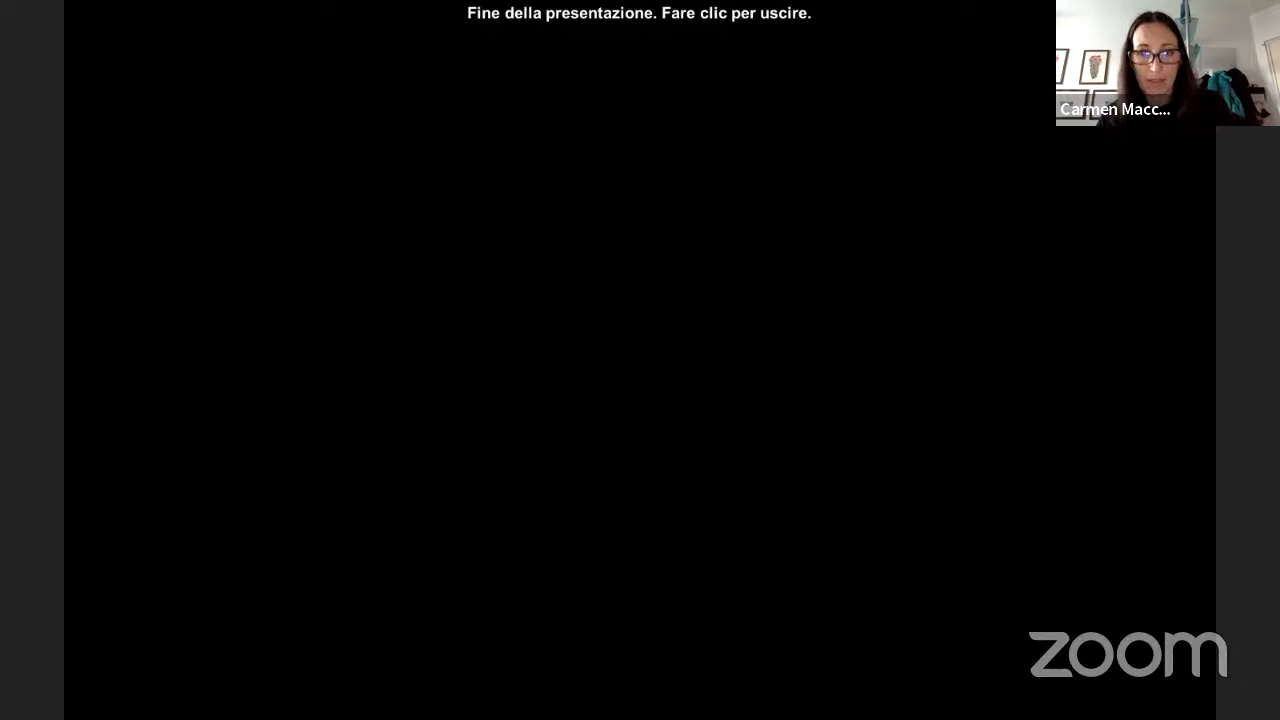 Fine della presentazione. Fare clic per uscire.
Carmen Macc...
zoom